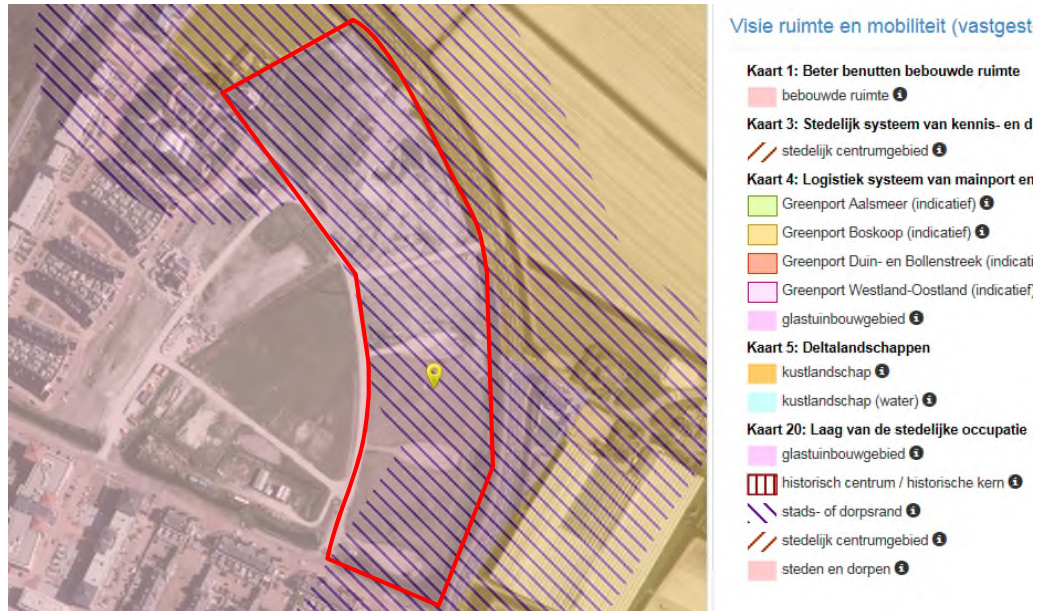 Visie ruimte en mobiliteit (vastgest
Kaart 1: Beter benutten bebouwde ruimte
bebouwde ruimte
Kaart 3: Stedelijk systeem van kennis- en d
stedelijk centrumgebied
Kaart 4: Logistiek systeem van mainport en
Greenport Aalsmeer (indicatief)
Greenport Boskoop (indicatief)
Greenport Duin- en Bollenstreek (indicati
Greenport Westland-Oostland (indicatief)
glastuinbouwgebied
Kaart 5: Deltalandschappen
kustlandschap
kustlandschap (water)
Kaart 20: Laag van de stedelijke occupatie
glastuinbouwgebied
historisch centrum / historische kern
stads- of dorpsrand
stedelijk centrumgebied
steden en dorpen